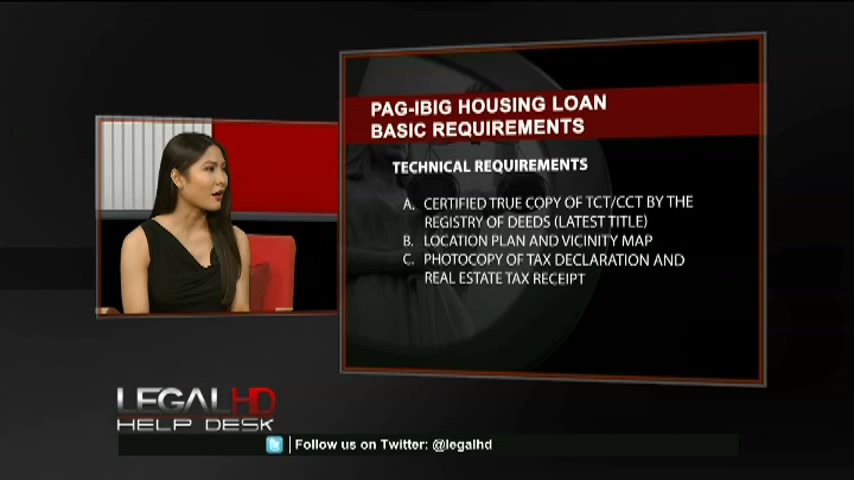 PAG-IBIG HOUSING LOAN
BASIC REQUIREMENTS
TECHNICAL REQUIREMENTS
A. CERTIFIED TRUE COPY OF TCT/CCT BY THE
REGISTRY OF DEEDS (LATEST TITLE)
B. LOCATION PLAN AND VICINITY MAP
C. PHOTOCOPY OF TAX DECLARATION AND
REAL ESTATE TAX RECEIPT
LEGALHD
HELP DESK
Follow us on Twitter: @legalhd